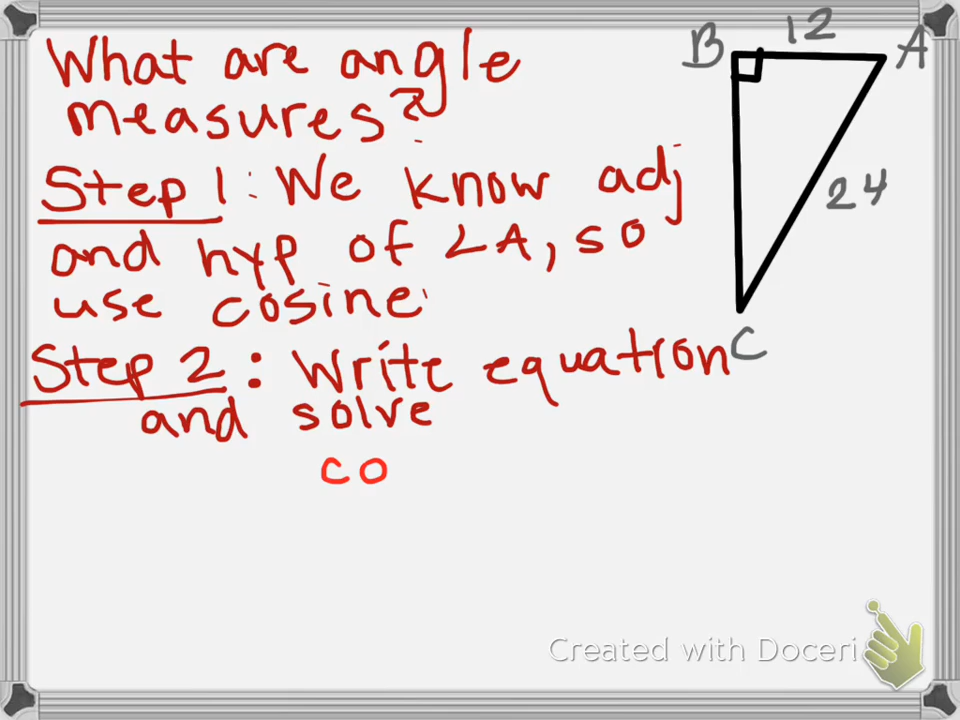 What are angle
measures?
Step 1: We know adj
and hyp of ∠A, so
use cosine
Step 2: Write equation
and solve
co
B 12 A
24
C
Created with Doceri